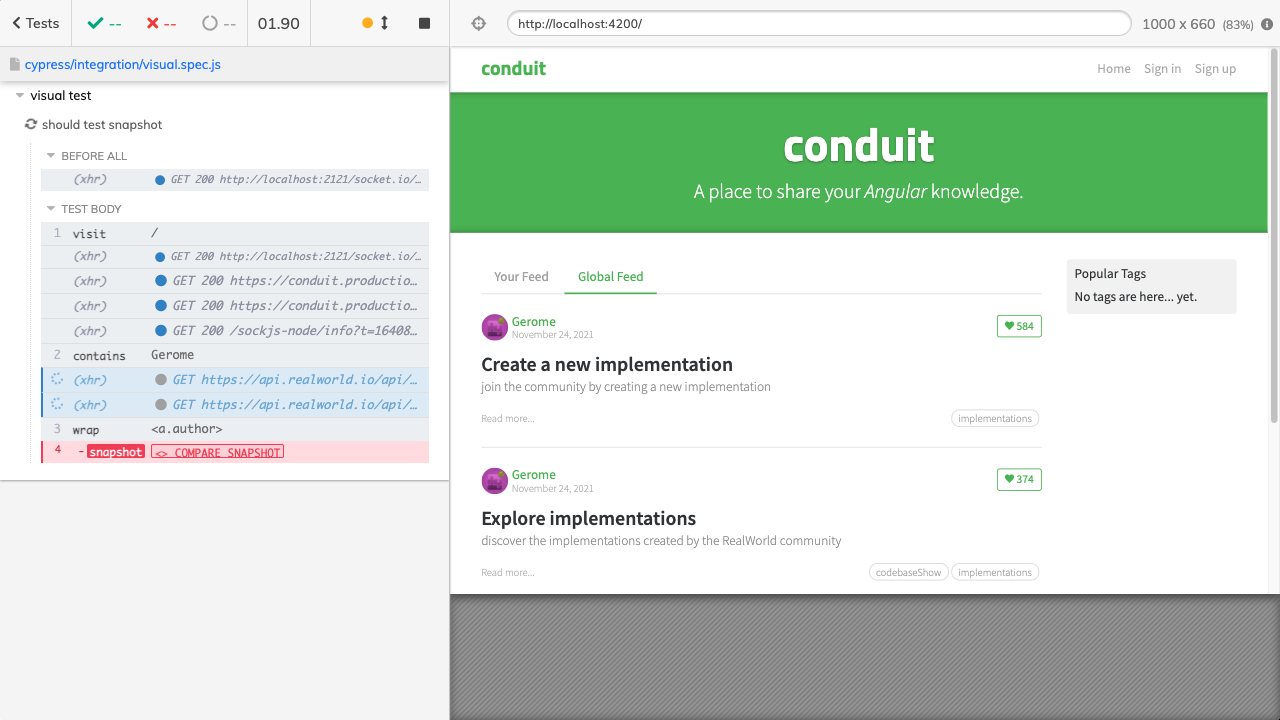 Tests
--
--
--
01.90
http://localhost:4200/
1000 x 660 (83%)
cypress/integration/visual.spec.js
visual test
should test snapshot
BEFORE ALL
(xhr) GET 200 http://localhost:2121/socket.io/…
TEST BODY
1 visit /
(xhr) GET 200 http://localhost:2121/socket.io/…
(xhr) GET 200 https://conduit.productio…
(xhr) GET 200 https://conduit.productio…
(xhr) GET 200 /sockjs-node/info?t=16408…
2 contains Gerome
(xhr) GET https://api.realworld.io/api/…
(xhr) GET https://api.realworld.io/api/…
3 wrap <a.author>
4 -snapshot <> COMPARE SNAPSHOT
conduit
Home Sign in Sign up
conduit
A place to share your Angular knowledge.
Your Feed Global Feed
Popular Tags
No tags are here... yet.
Gerome
November 24, 2021
584
Create a new implementation
join the community by creating a new implementation
Read more...
implementations
Gerome
November 24, 2021
374
Explore implementations
discover the implementations created by the RealWorld community
Read more...
codebaseShow implementations